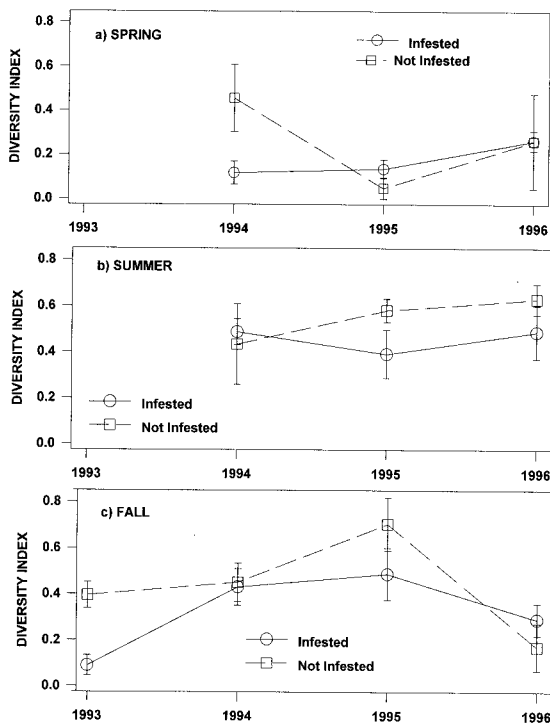 a) SPRING
Infested
Not Infested
DIVERSITY INDEX
0.8
0.6
0.4
0.2
0.0
1993 1994 1995 1996
b) SUMMER
DIVERSITY INDEX
0.8
0.6
0.4
0.2
0.0
Infested
Not Infested
1993 1994 1995 1996
c) FALL
DIVERSITY INDEX
0.8
0.6
0.4
0.2
0.0
Infested
Not Infested
1993 1994 1995 1996